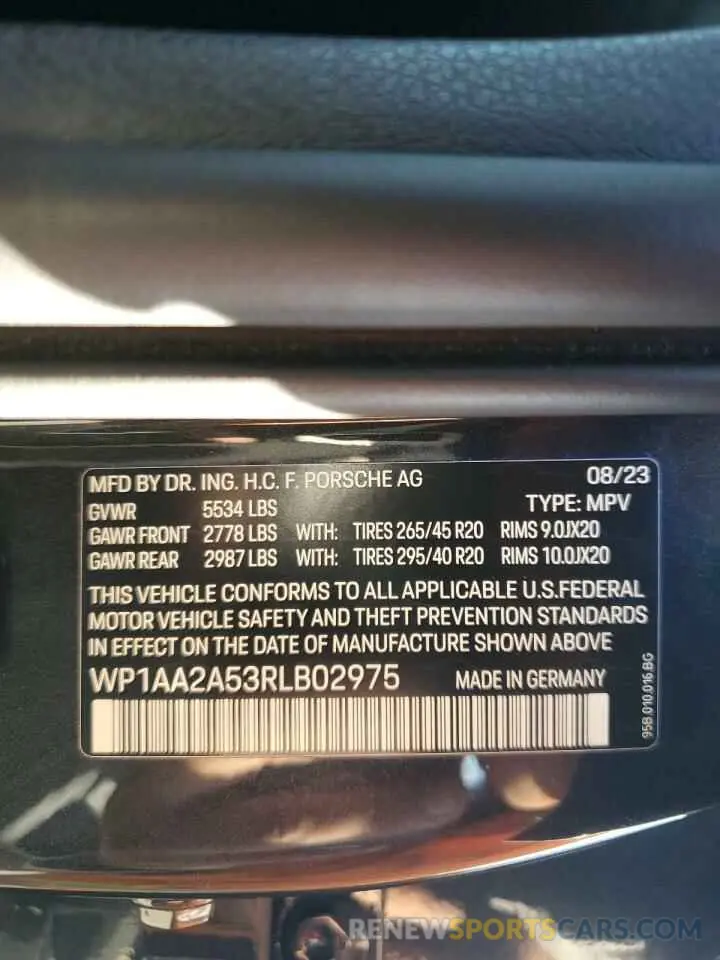 MFD BY DR. ING. H.C. F. PORSCHE AG 08/23
GVWR 5534 LBS TYPE: MPV
GAWR FRONT 2778 LBS WITH: TIRES 265/45 R20 RIMS 9.0JX20
GAWR REAR 2987 LBS WITH: TIRES 295/40 R20 RIMS 10.0JX20
THIS VEHICLE CONFORMS TO ALL APPLICABLE U.S.FEDERAL
MOTOR VEHICLE SAFETY AND THEFT PREVENTION STANDARDS
IN EFFECT ON THE DATE OF MANUFACTURE SHOWN ABOVE
WP1AA2A53RLB02975 MADE IN GERMANY
95B.010.016.BG
RENEWSPORTSCARS.COM